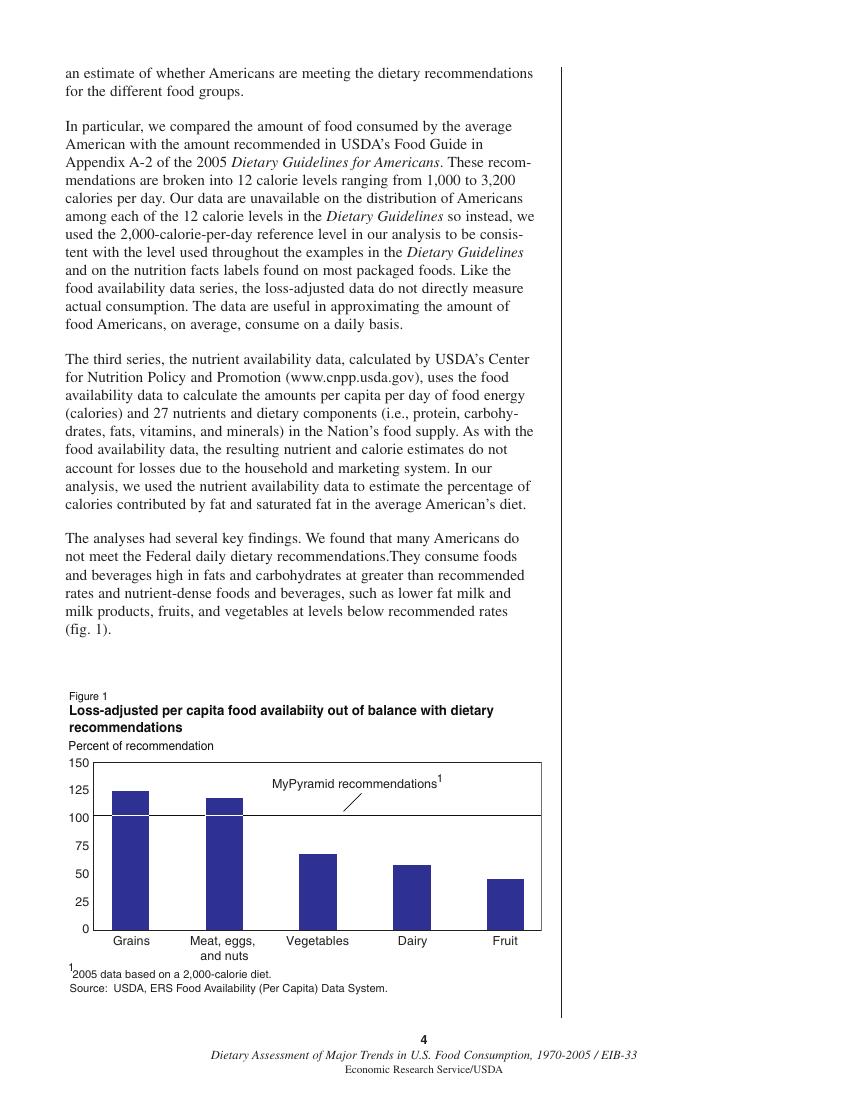 an estimate of whether Americans are meeting the dietary recommendations
for the different food groups.
In particular, we compared the amount of food consumed by the average
American with the amount recommended in USDA's Food Guide in
Appendix A-2 of the 2005 Dietary Guidelines for Americans. These recom-
mendations are broken into 12 calorie levels ranging from 1,000 to 3,200
calories per day. Our data are unavailable on the distribution of Americans
among each of the 12 calorie levels in the Dietary Guidelines so instead, we
used the 2,000-calorie-per-day reference level in our analysis to be consis-
tent with the level used throughout the examples in the Dietary Guidelines
and on the nutrition facts labels found on most packaged foods. Like the
food availability data series, the loss-adjusted data do not directly measure
actual consumption. The data are useful in approximating the amount of
food Americans, on average, consume on a daily basis.
The third series, the nutrient availability data, calculated by USDA's Center
for Nutrition Policy and Promotion (www.cnpp.usda.gov), uses the food
availability data to calculate the amounts per capita per day of food energy
(calories) and 27 nutrients and dietary components (i.e., protein, carbohy-
drates, fats, vitamins, and minerals) in the Nation's food supply. As with the
food availability data, the resulting nutrient and calorie estimates do not
account for losses due to the household and marketing system. In our
analysis, we used the nutrient availability data to estimate the percentage of
calories contributed by fat and saturated fat in the average American's diet.
The analyses had several key findings. We found that many Americans do
not meet the Federal daily dietary recommendations.They consume foods
and beverages high in fats and carbohydrates at greater than recommended
rates and nutrient-dense foods and beverages, such as lower fat milk and
milk products, fruits, and vegetables at levels below recommended rates
(fig. 1).
Figure 1
Loss-adjusted per capita food availabiity out of balance with dietary
recommendations
Percent of recommendation
150
125
100
75
50
25
0
MyPyramid recommendations1
Grains
Meat, eggs,
and nuts
Vegetables
Dairy
Fruit
12005 data based on a 2,000-calorie diet.
Source: USDA, ERS Food Availability (Per Capita) Data System.
4
Dietary Assessment of Major Trends in U.S. Food Consumption, 1970-2005 / EIB-33
Economic Research Service/USDA